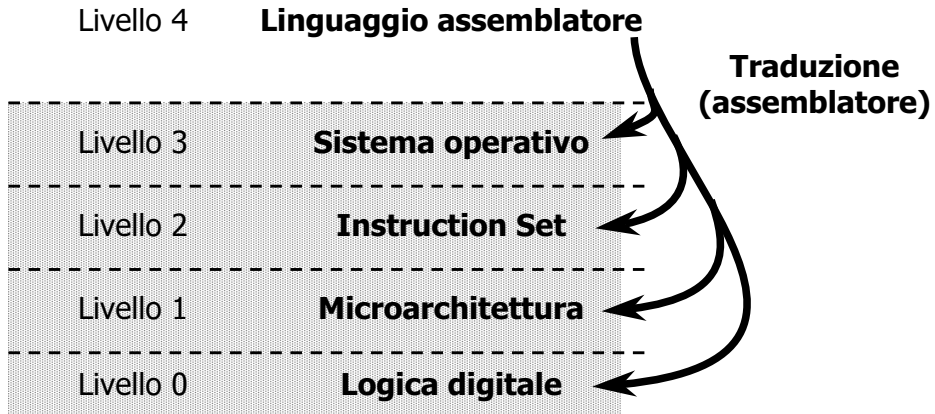 Livello 4 Linguaggio assemblatore
Traduzione
(assemblatore)
Livello 3 Sistema operativo
Livello 2 Instruction Set
Livello 1 Microarchitettura
Livello 0 Logica digitale